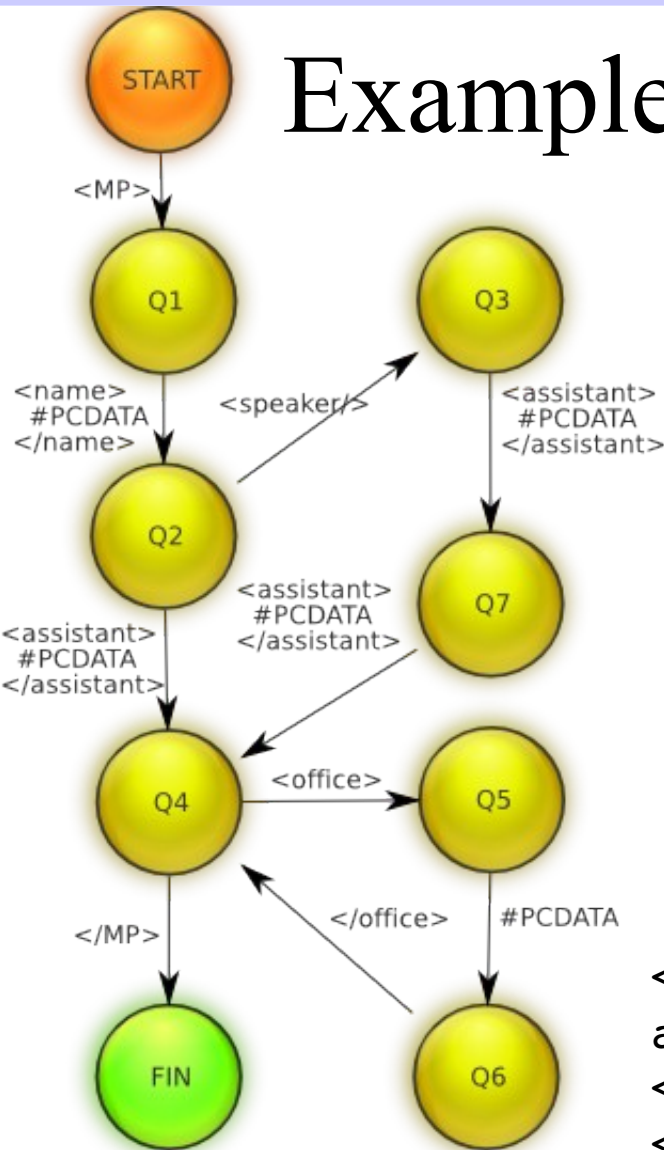 START
Example
<MP>
Q1
Q3
<name>
#PCDATA
</name>
<speaker/>
<assistant>
#PCDATA
</assistant>
Q2
<assistant>
#PCDATA
</assistant>
Q7
<assistant>
#PCDATA
</assistant>
Q4
<office>
Q5
</MP>
</office>
#PCDATA
<
a
<
<
FIN
Q6